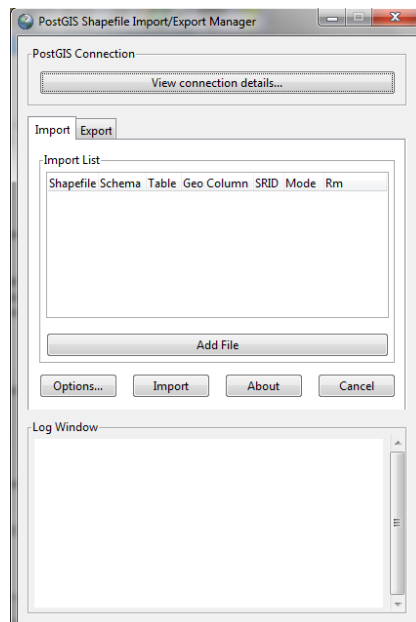 PostGIS Shapefile Import/Export Manager
PostGIS Connection
View connection details...
Import Export
Import List
Shapefile Schema Table Geo Column SRID Mode Rm
Add File
Options... Import About Cancel
Log Window